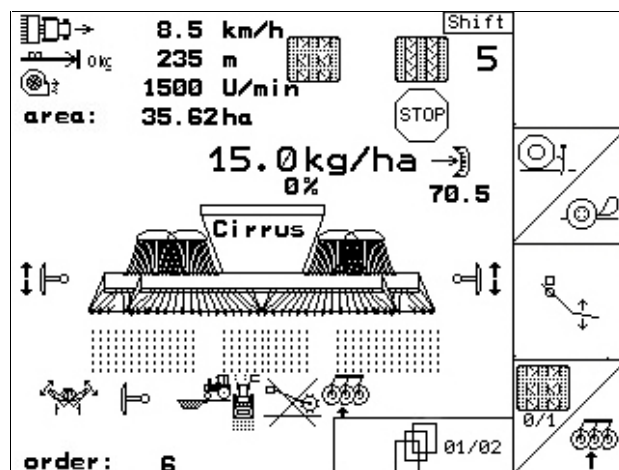 Shift
8.5 km/h
5
0kg
235 m
1500 U/min
area: 35.62ha
STOP
15.0kg/ha
0%
70.5
Cirrus
0/1
01/02
order: 6